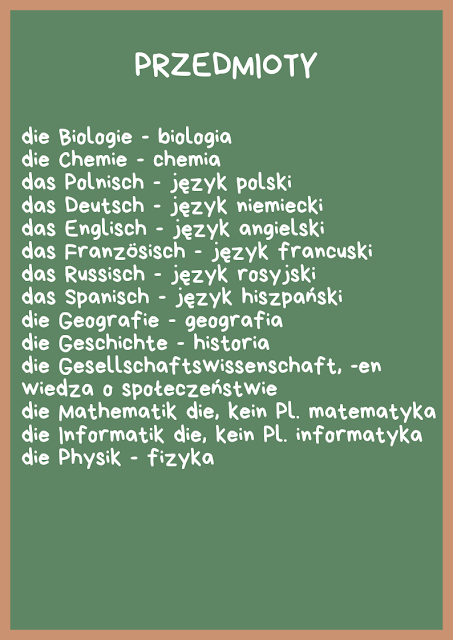 PRZEDMIOTY
die Biologie - biologia
die Chemie - chemia
das Polnisch - język polski
das Deutsch - język niemiecki
das Englisch - język angielski
das Französisch - język francuski
das Russisch - język rosyjski
das Spanisch - język hiszpański
die Geografie - geografia
die Geschichte - historia
die Gesellschaftswissenschaft, -en
wiedza o społeczeństwie
die Mathematik die, kein Pl. matematyka
die Informatik die, kein Pl. informatyka
die Physik - fizyka